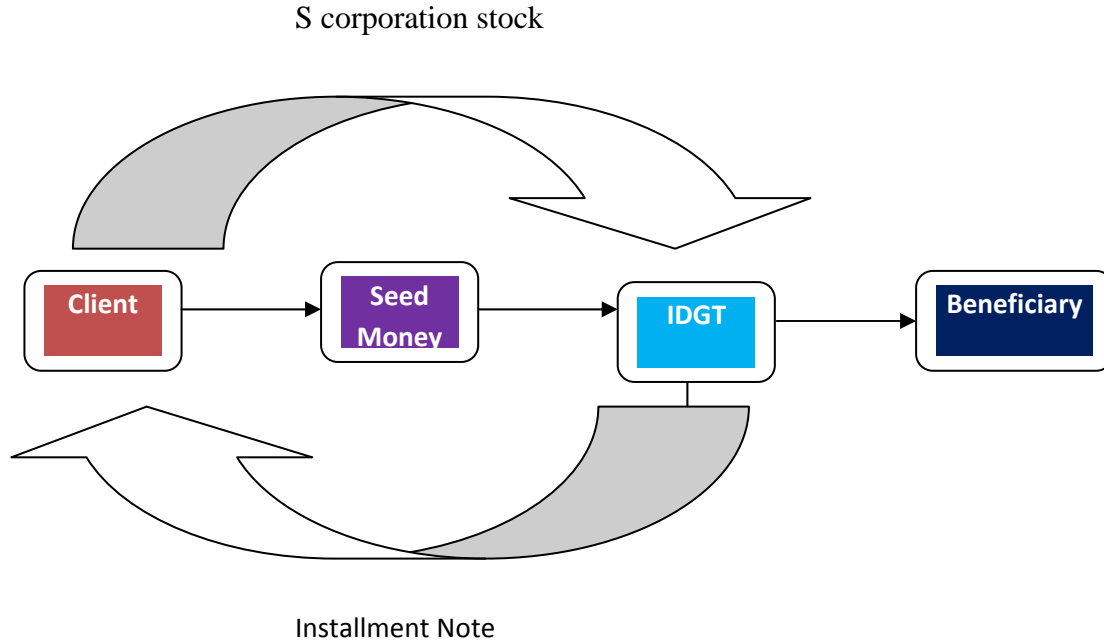 S corporation stock
Client
Seed
Money
IDGT
Beneficiary
Installment Note